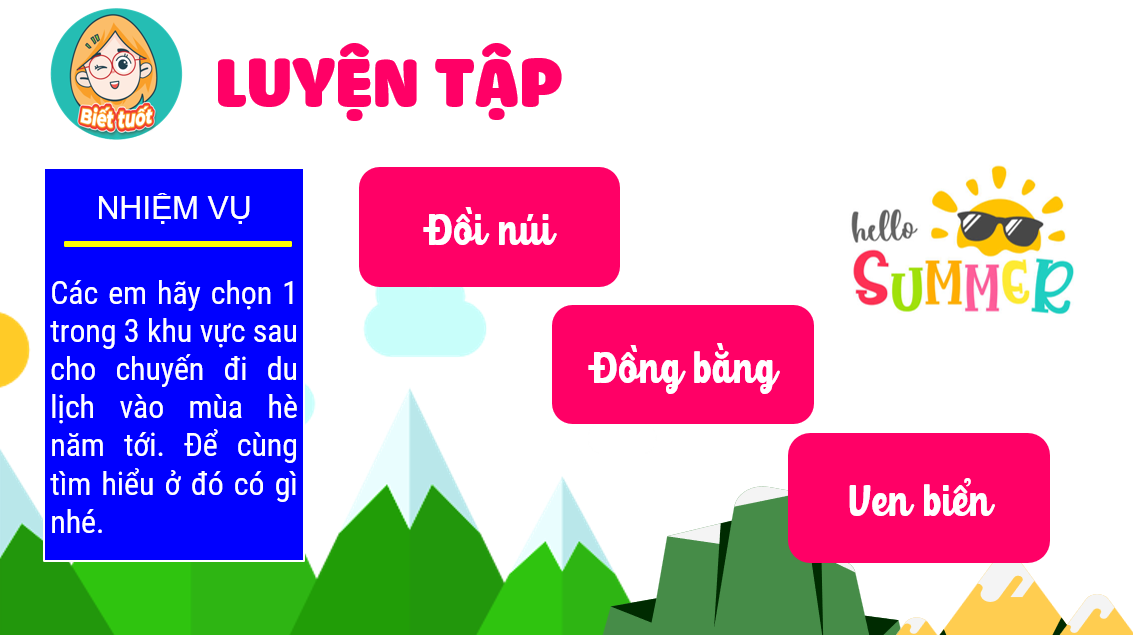 Q DU
Biết tuốt
LUYỆN TẬP
NHIỆM VỤ
Các em hãy chọn 1
trong 3 khu vực sau
cho chuyến đi du
lịch vào mùa hè
năm tới. Để cùng
tìm hiểu ở đó có gì
nhé.
Đồi núi
hello
SUMMER
Đồng bằng
Ven biển